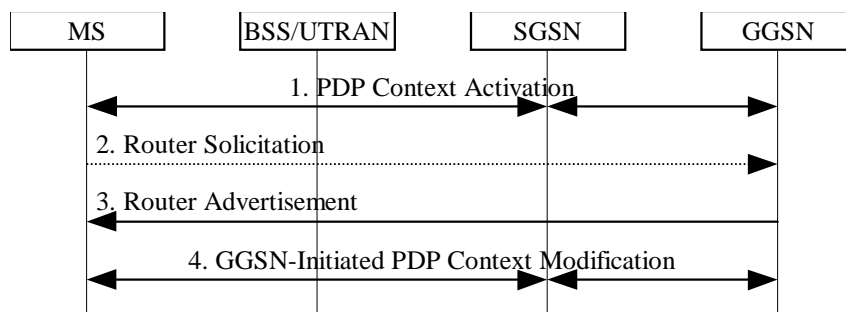 MS BSS/UTRAN SGSN GGSN
1. PDP Context Activation
2. Router Solicitation
3. Router Advertisement
4. GGSN-Initiated PDP Context Modification